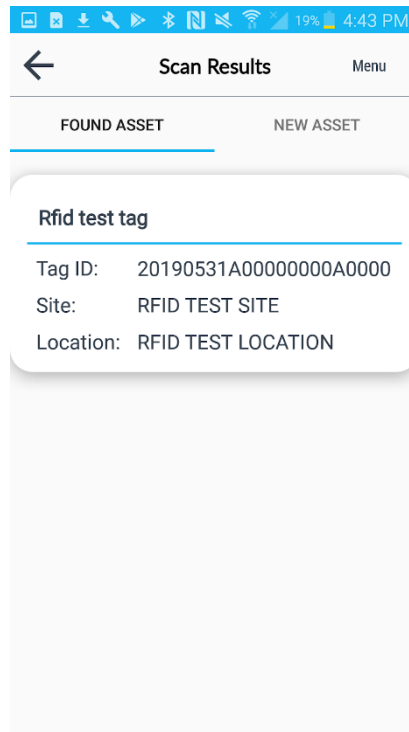 19% 4:43 PM
Scan Results Menu
FOUND ASSET NEW ASSET
Rfid test tag
Tag ID: 20190531A00000000A0000
Site: RFID TEST SITE
Location: RFID TEST LOCATION